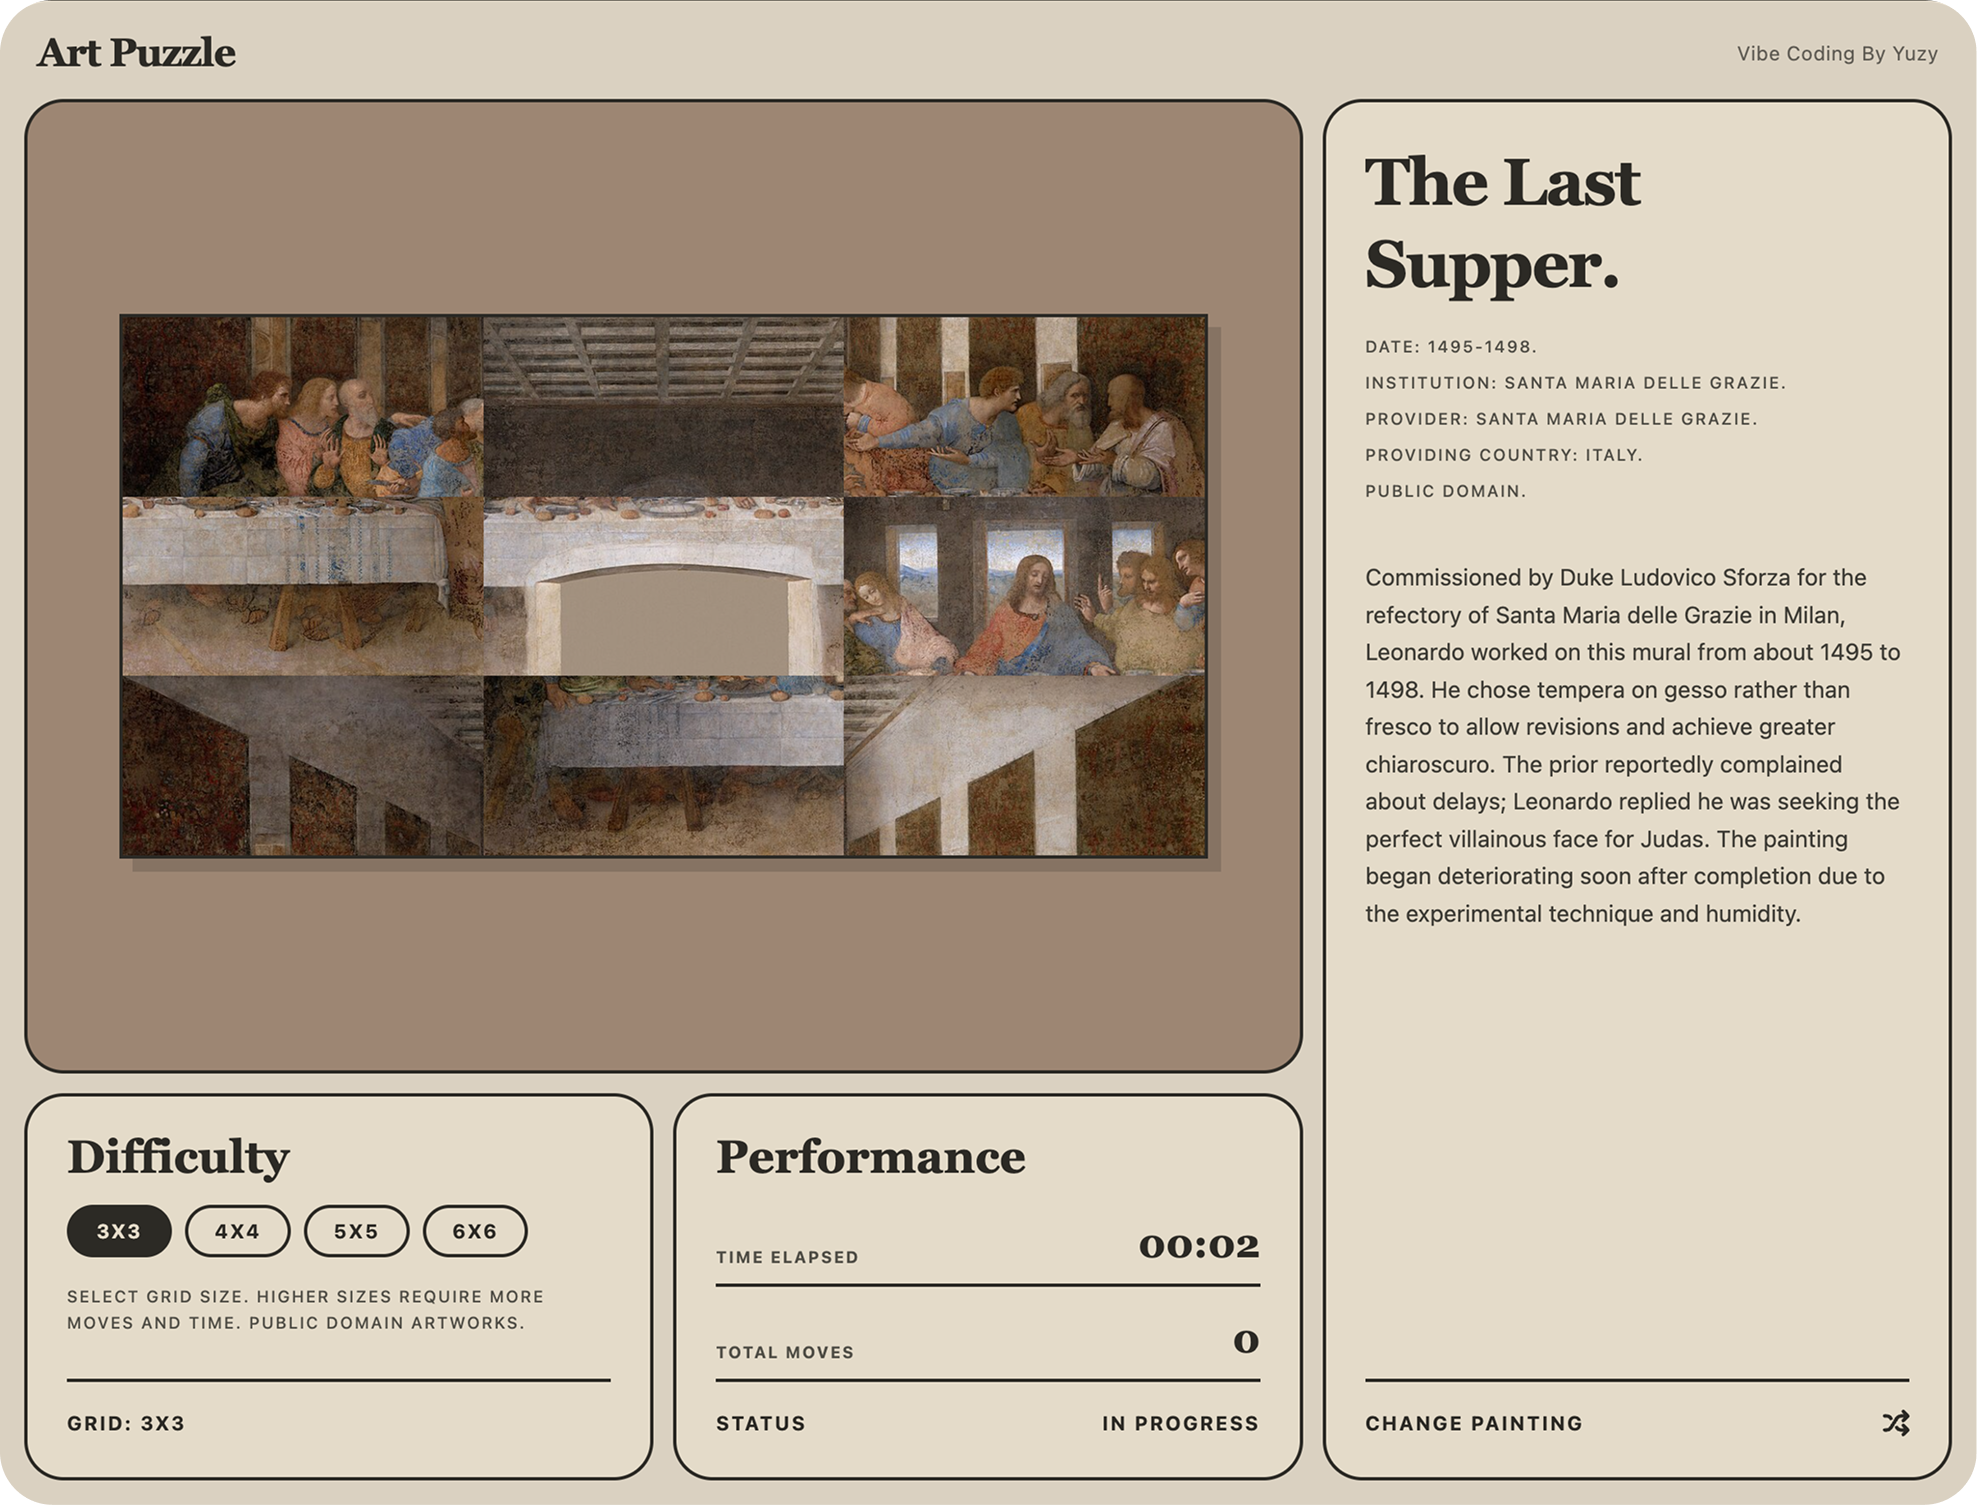 Art Puzzle
Vibe Coding By Yuzy
The Last
Supper.
DATE: 1495-1498.
INSTITUTION: SANTA MARIA DELLE GRAZIE.
PROVIDER: SANTA MARIA DELLE GRAZIE.
PROVIDING COUNTRY: ITALY.
PUBLIC DOMAIN.
Commissioned by Duke Ludovico Sforza for the
refectory of Santa Maria delle Grazie in Milan,
Leonardo worked on this mural from about 1495 to
1498. He chose tempera on gesso rather than
fresco to allow revisions and achieve greater
chiaroscuro. The prior reportedly complained
about delays; Leonardo replied he was seeking the
perfect villainous face for Judas. The painting
began deteriorating soon after completion due to
the experimental technique and humidity.
CHANGE PAINTING
Difficulty
3X3 4X4 5X5 6X6
SELECT GRID SIZE. HIGHER SIZES REQUIRE MORE
MOVES AND TIME. PUBLIC DOMAIN ARTWORKS.
GRID: 3X3
Performance
TIME ELAPSED 00:02
TOTAL MOVES 0
STATUS IN PROGRESS